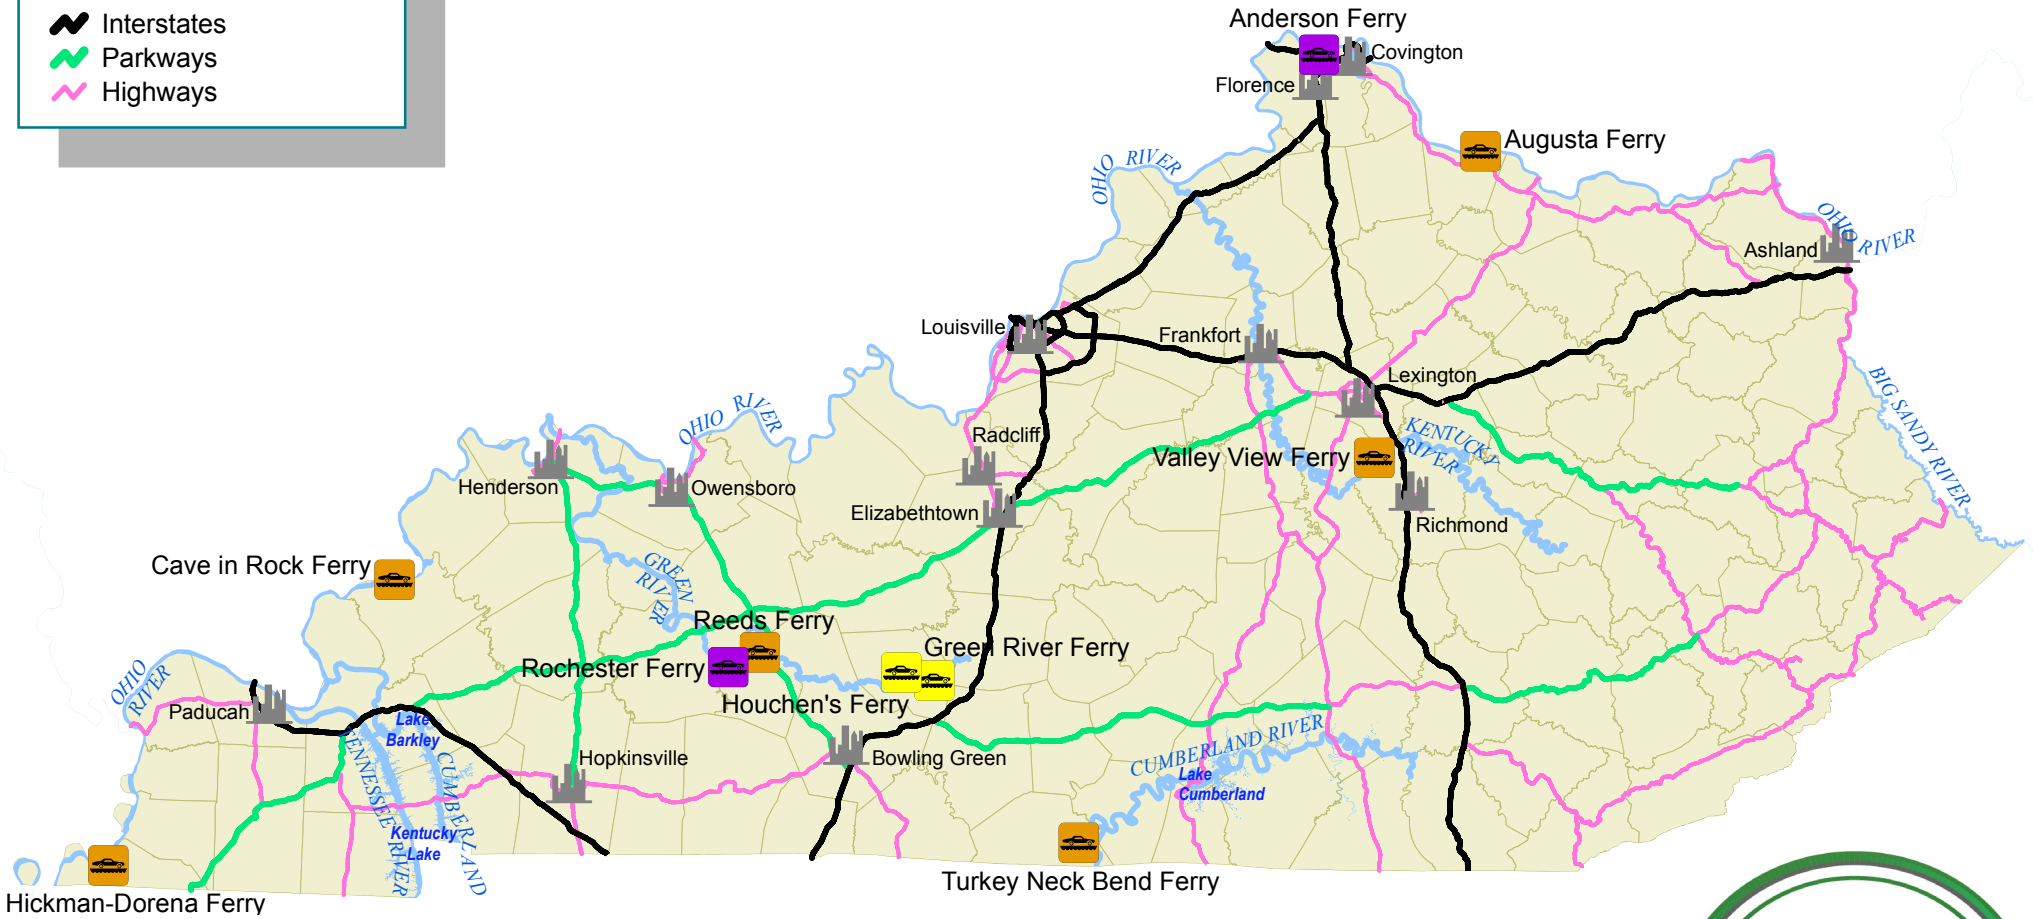 Interstates
Parkways
Highways
Anderson Ferry
Covington
Florence
Augusta Ferry
OHIO RIVER
OHIO RIVER
Ashland
Louisville
Frankfort
Lexington
BIG SANDY RIVER
OHIO RIVER
Radcliff
KENTUCKY
RIVER
Valley View Ferry
Henderson
Owensboro
Elizabethtown
Richmond
Cave in Rock Ferry
GREEN
RIVER
Reeds Ferry
Green River Ferry
Rochester Ferry
Houchen's Ferry
OHIO
RIVER
Paducah
Lake
Barkley
Hopkinsville
Bowling Green
CUMBERLAND RIVER
Lake
Cumberland
TENNESSEE RIVER
CUMBERLAND
Kentucky
Lake
Turkey Neck Bend Ferry
Hickman-Dorena Ferry